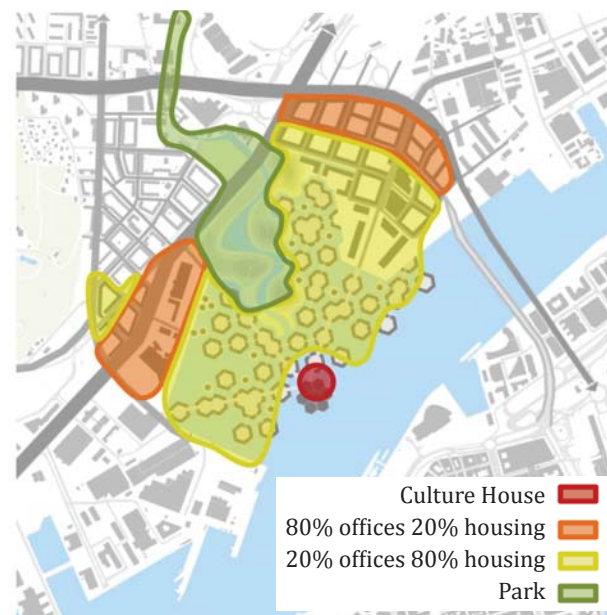 Culture House
80% offices 20% housing
20% offices 80% housing
Park